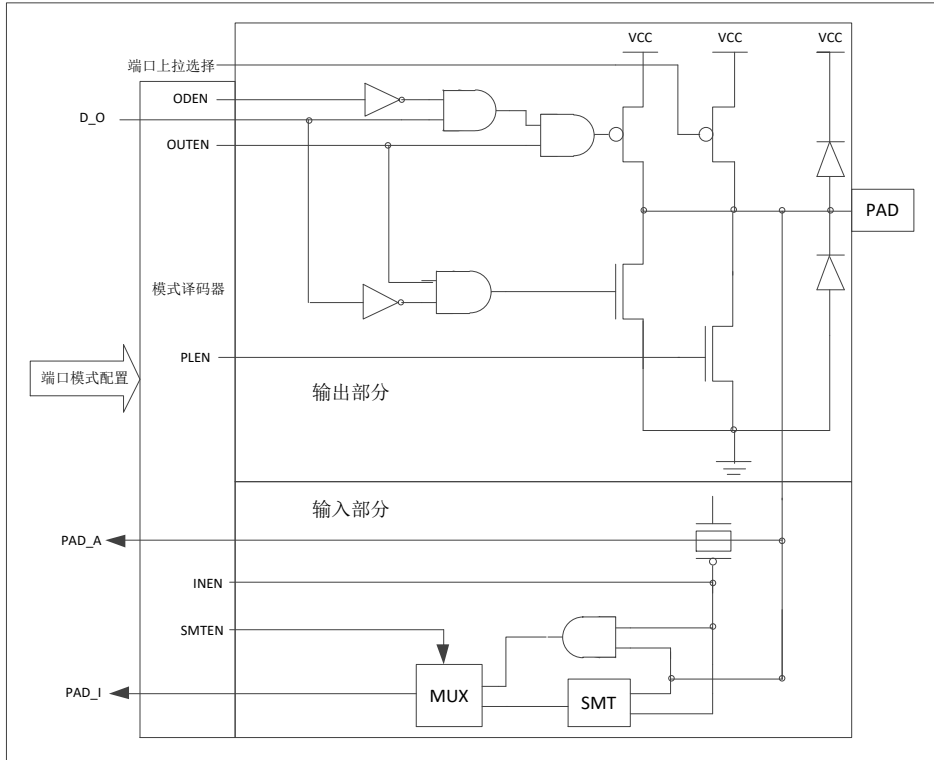 VCC
VCC
VCC
端口上拉选择
ODEN
D_O
OUTEN
PAD
模式译码器
PLEN
端口模式配置
输出部分
输入部分
PAD_A
INEN
SMTEN
PAD_I
MUX
SMT